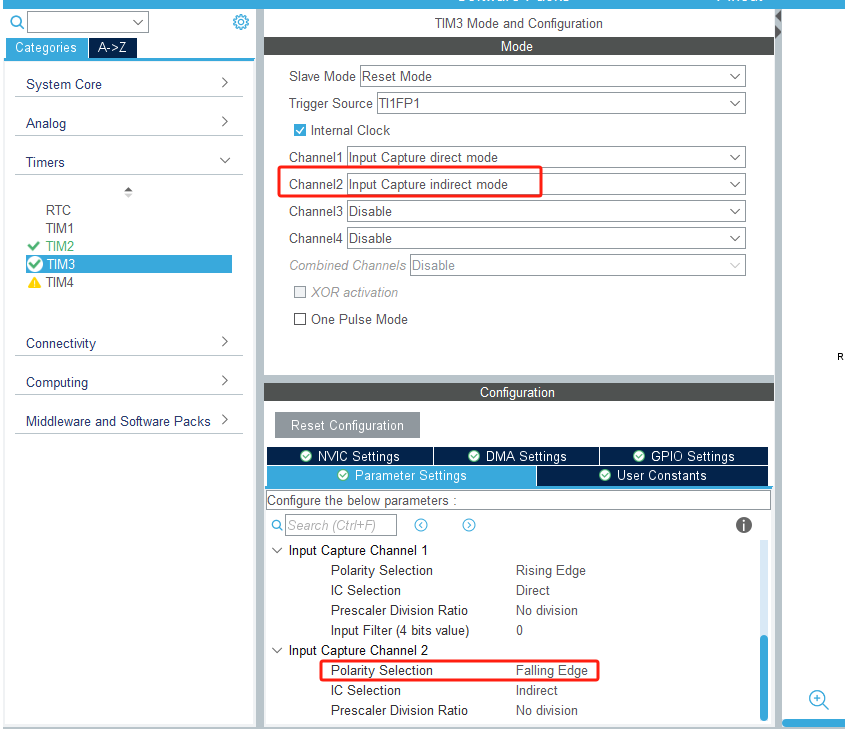 TIM3 Mode and Configuration
Categories
A->Z
System Core
Analog
Timers
RTC
TIM1
TIM2
TIM3
TIM4
Connectivity
Computing
Middleware and Software Packs
Mode
Slave Mode Reset Mode
Trigger Source TI1FP1
Internal Clock
Channel1 Input Capture direct mode
Channel2 Input Capture indirect mode
Channel3 Disable
Channel4 Disable
Combined Channels Disable
XOR activation
One Pulse Mode
Configuration
Reset Configuration
NVIC Settings
DMA Settings
GPIO Settings
Parameter Settings
User Constants
Configure the below parameters :
Search (Ctrl+F)
Input Capture Channel 1
Polarity Selection Rising Edge
IC Selection Direct
Prescaler Division Ratio No division
Input Filter (4 bits value) 0
Input Capture Channel 2
Polarity Selection Falling Edge
IC Selection Indirect
Prescaler Division Ratio No division
R